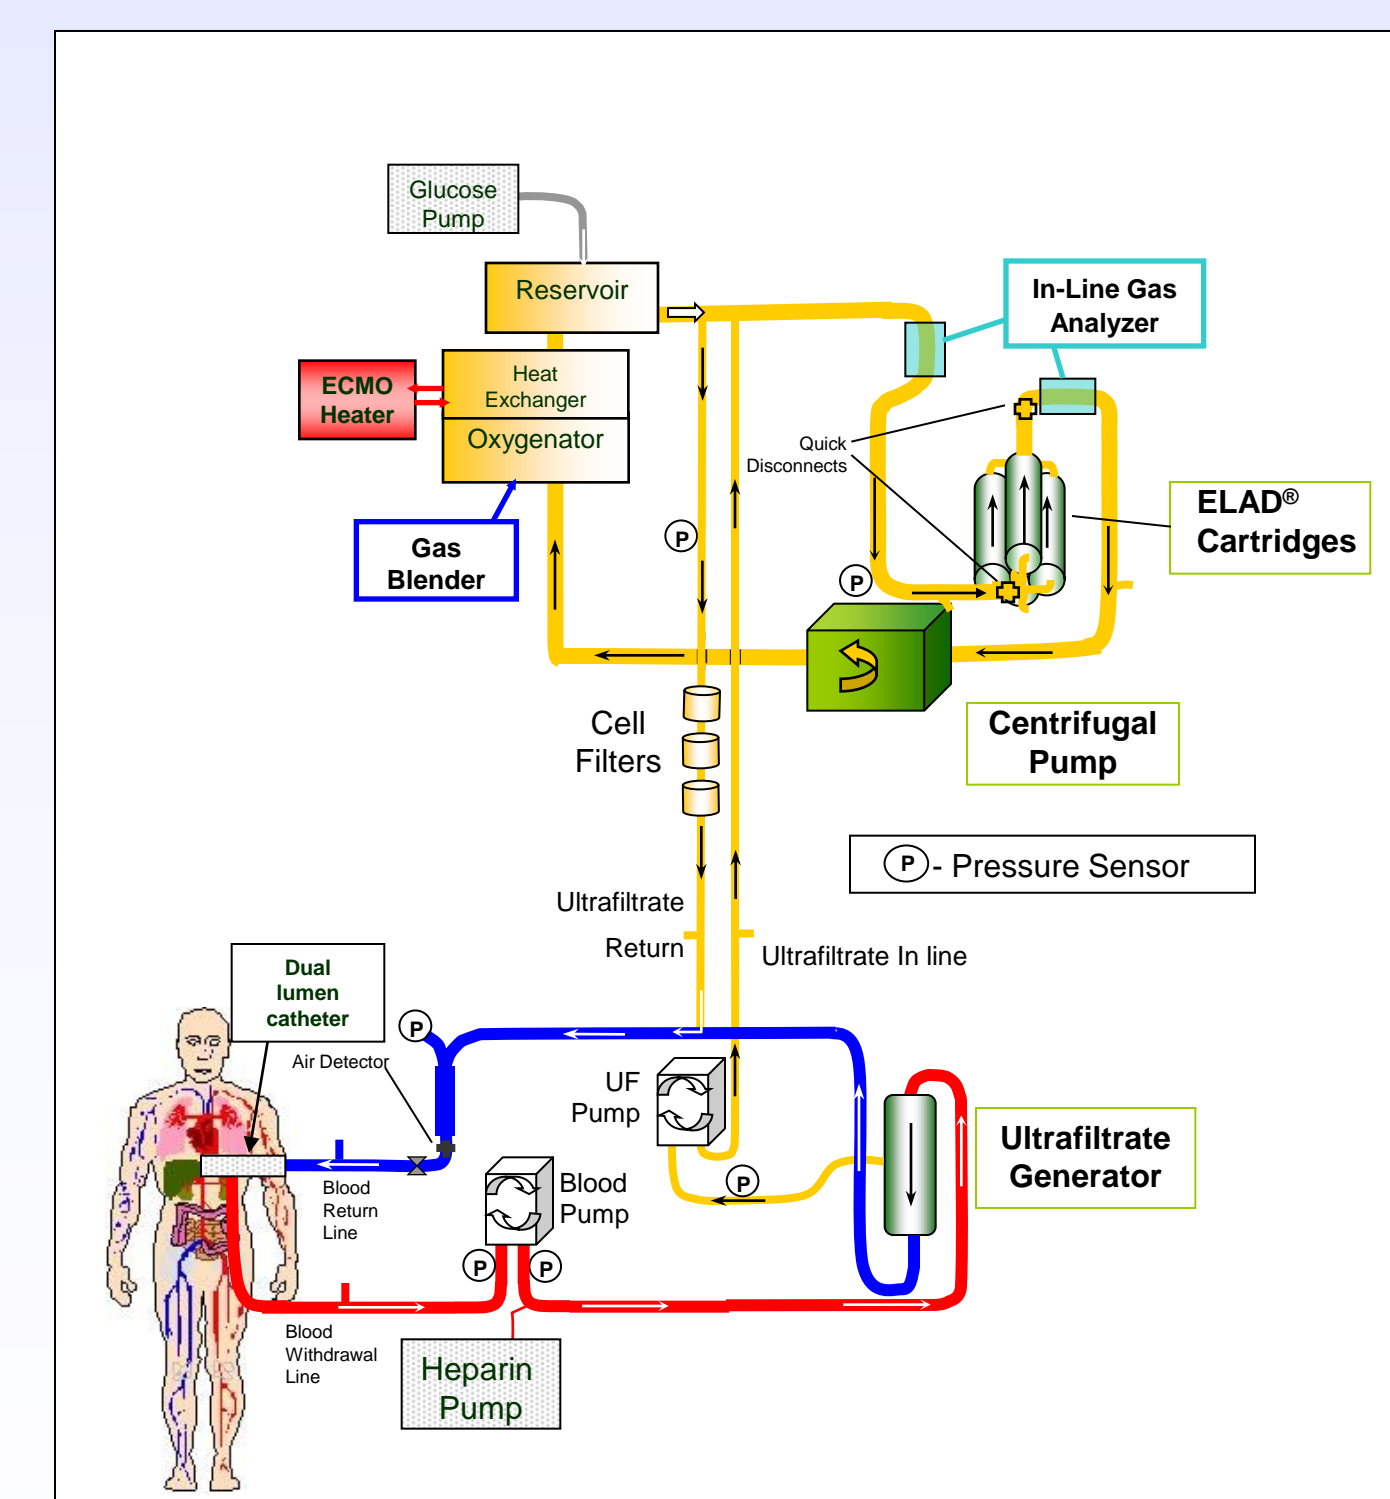 Glucose
Pump
Reservoir
In-Line Gas
Analyzer
Heat
Exchanger
ECMO
Heater
Oxygenator
Quick
Disconnects
ELAD®
Cartridges
Gas
Blender
P
P
Cell
Filters
Centrifugal
Pump
P - Pressure Sensor
Ultrafiltrate
Return
Ultrafiltrate In line
Dual
lumen
catheter
P
Air Detector
UF
Pump
Ultrafiltrate
Generator
Blood
Pump
P
Blood
Return
Line
P
P
Blood
Withdrawal
Line
Heparin
Pump